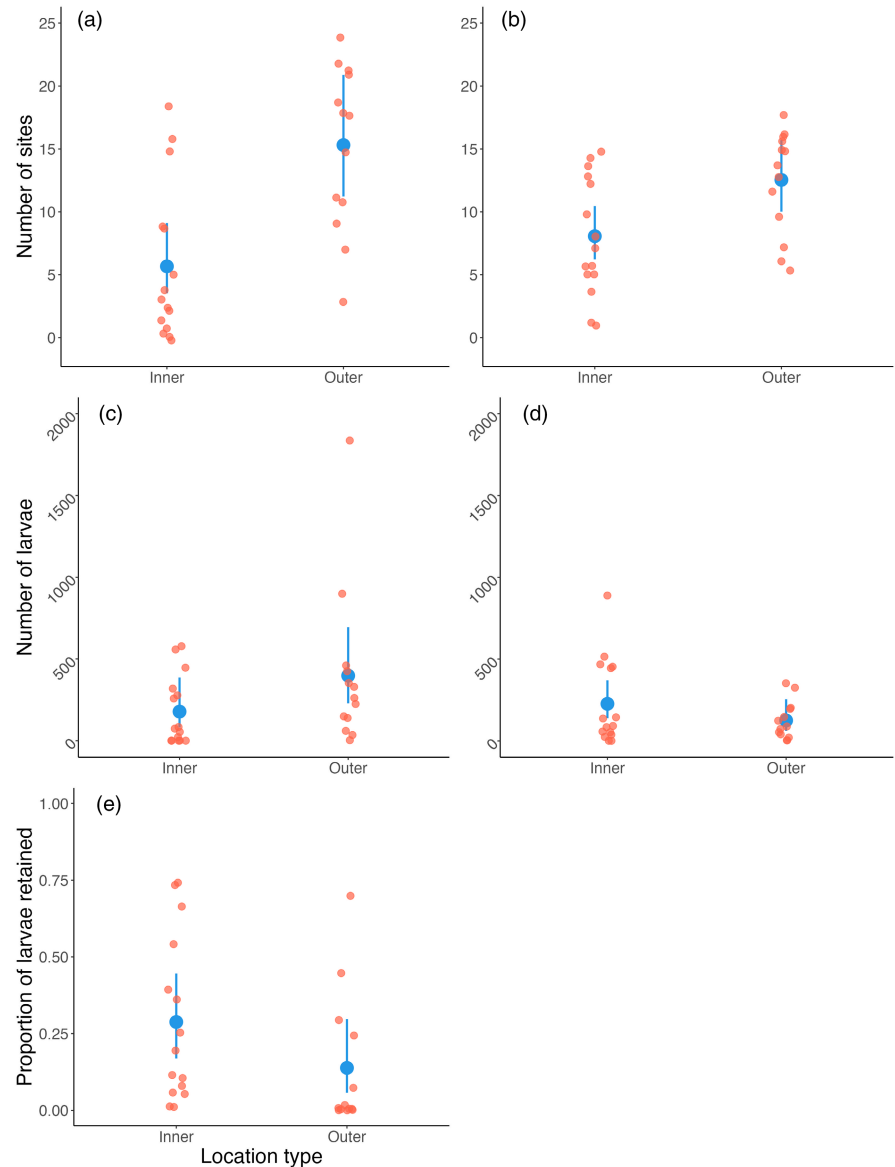 (a)
(b)
Number of sites
25
20
15
10
5
0
Inner
Outer
25
20
15
10
5
0
Inner
Outer
(c)
(d)
Number of larvae
2000
1500
1000
500
0
Inner
Outer
2000
1500
1000
500
0
Inner
Outer
(e)
Proportion of larvae retained
1.00
0.75
0.50
0.25
0.00
Inner
Outer
Location type